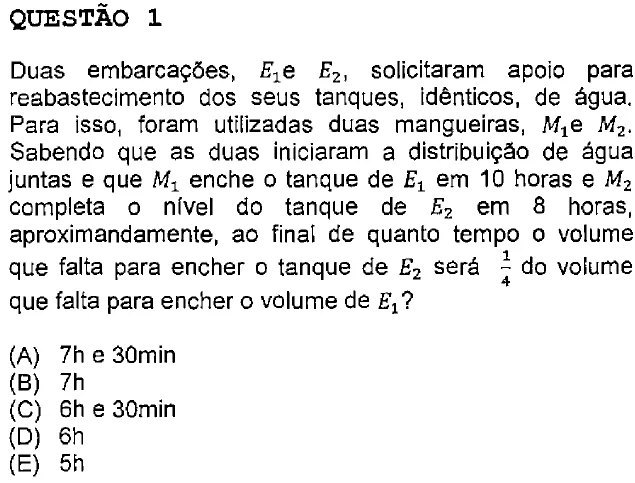 QUESTÃO 1
Duas embarcações, E₁e E₂, solicitaram apoio para
reabastecimento dos seus tanques, idênticos, de água.
Para isso, foram utilizadas duas mangueiras, M₁e M₂.
Sabendo que as duas iniciaram a distribuição de água
juntas e que M₁ enche o tanque de E₁ em 10 horas e M₂
completa o nível do tanque de E₂ em 8 horas,
aproximandamente, ao final de quanto tempo o volume
que falta para encher o tanque de E₂ será 1/4 do volume
que falta para encher o volume de E₁?
(A) 7h e 30min
(B) 7h
(C) 6h e 30min
(D) 6h
(E) 5h